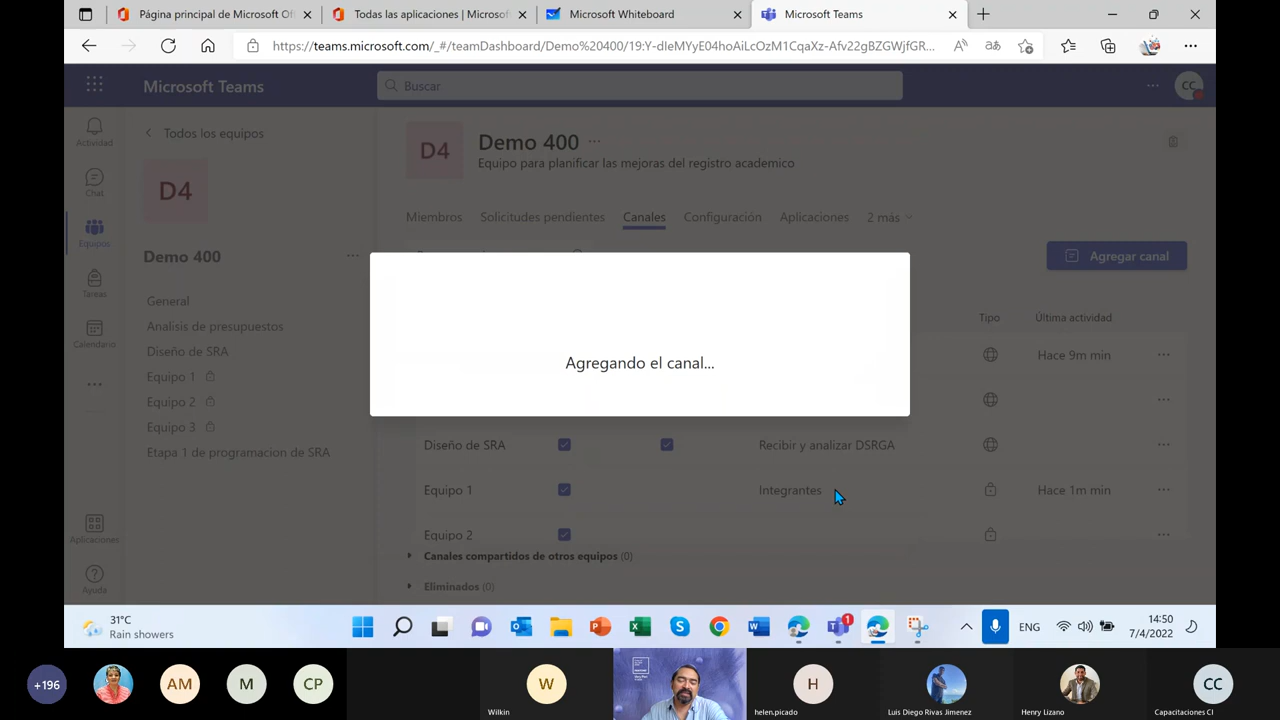 Página principal de Microsoft Of
Todas las aplicaciones | Microsof
Microsoft Whiteboard
Microsoft Teams
https://teams.microsoft.com/_#/teamDashboard/Demo%20400/19:Y-dIeMYyE04hoAiLcOzM1CqaXz-Afv22gBZGWjfGR...
Microsoft Teams
Buscar
CC
Actividad
Chat
Equipos
Tareas
Calendario
Aplicaciones
Ayuda
Todos los equipos
D4
Demo 400
General
Analisis de presupuestos
Diseño de SRA
Equipo 1
Equipo 2
Equipo 3
Etapa 1 de programacion de SRA
D4
Demo 400
Equipo para planificar las mejoras del registro academico
Miembros Solicitudes pendientes Canales Configuración Aplicaciones 2 más
Agregar canal
Tipo Última actividad
Hace 9m min
Agregando el canal...
Diseño de SRA Recibir y analizar DSRGA
Equipo 1 Integrantes Hace 1m min
Equipo 2
Canales compartidos de otros equipos (0)
Eliminados (0)
31°C
Rain showers
1
ENG
14:50
7/4/2022
+196
AM
M
CP
W
Wilkin
H
helen.picado
Luis Diego Rivas Jimenez
Henry Lizano
CC
Capacitaciones CI